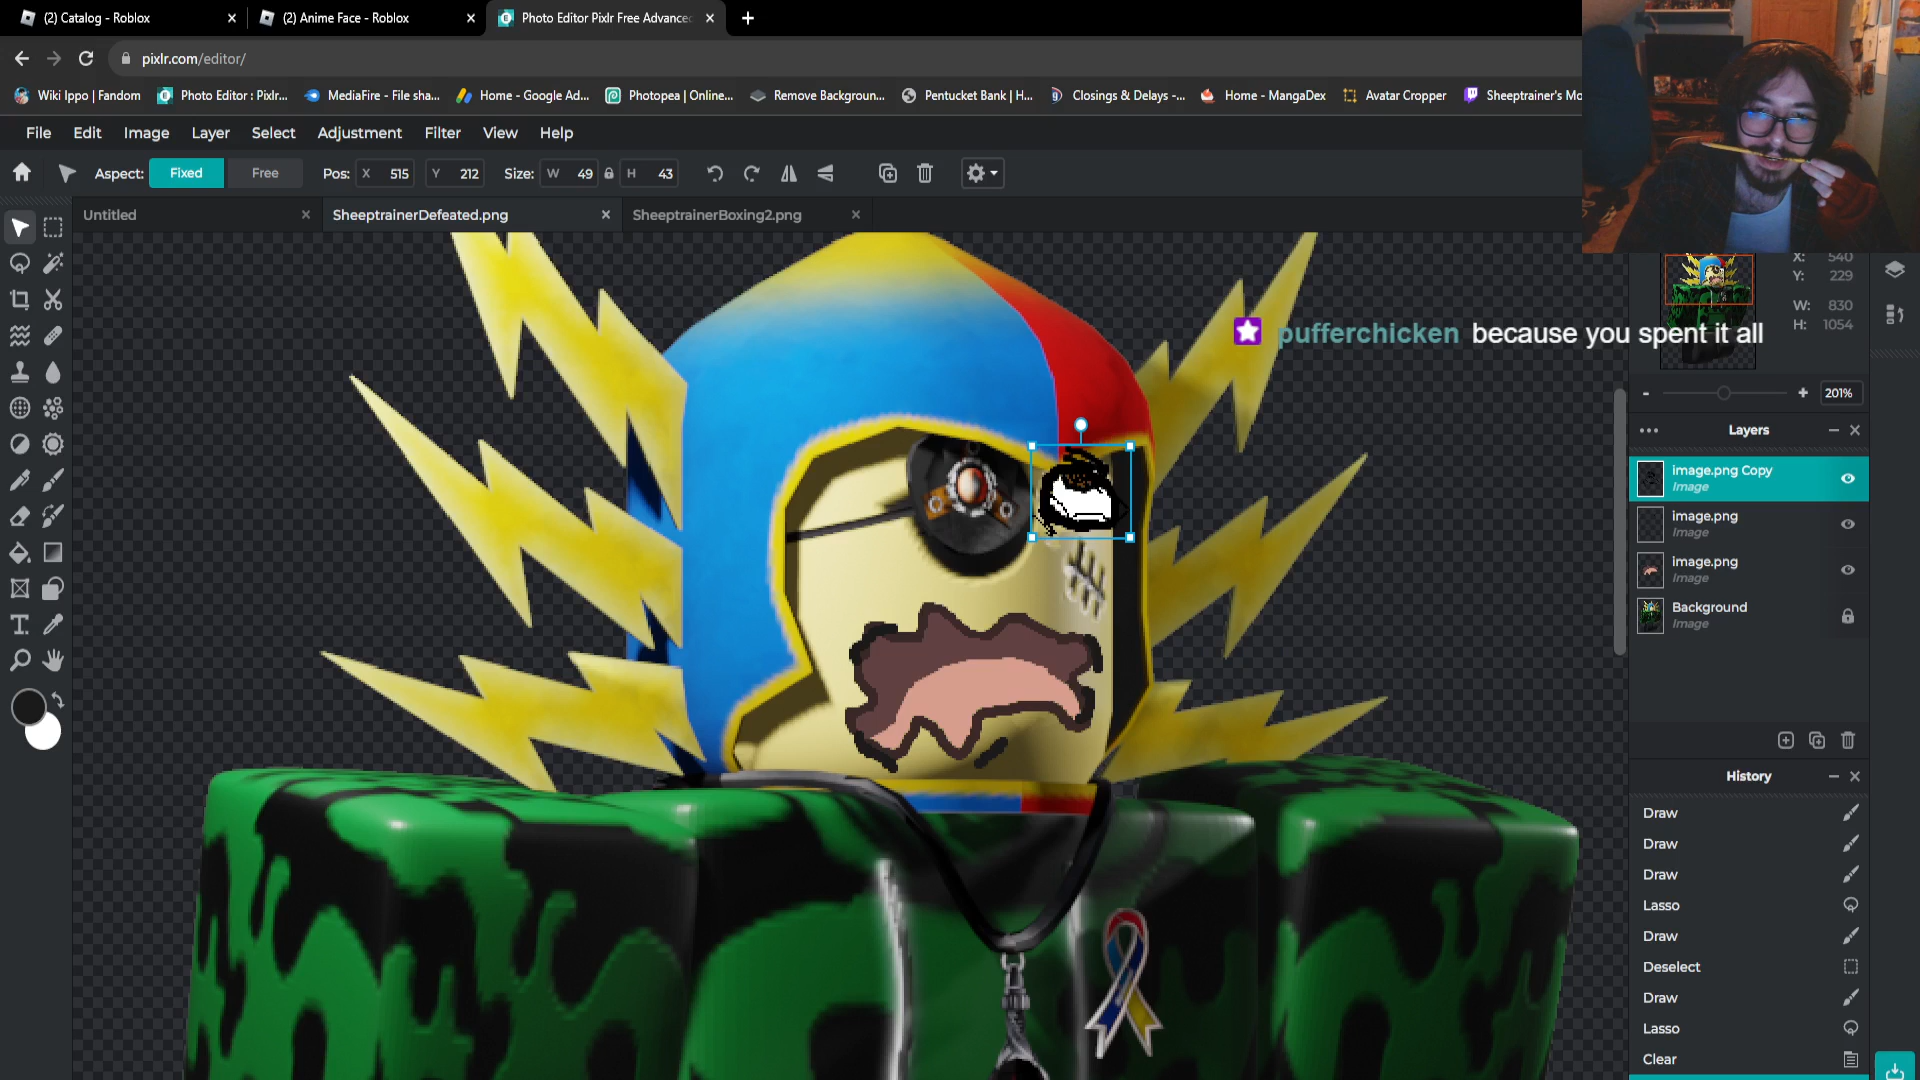 (2) Catalog - Roblox
(2) Anime Face - Roblox
Photo Editor Pixlr Free Advance
pixlr.com/editor/
Wiki Ippo | Fandom
Photo Editor : Pixlr...
MediaFire - File sha...
Home - Google Ad...
Photopea | Online...
Remove Backgroun...
Pentucket Bank | H...
Closings & Delays -...
Home - MangaDex
Avatar Cropper
Sheeptrainer's Mo
File
Edit
Image
Layer
Select
Adjustment
Filter
View
Help
Aspect:
Fixed
Free
Pos:
X 515
Y 212
Size:
W 49
H 43
Untitled
SheeptrainerDefeated.png
SheeptrainerBoxing2.png
X: 540
Y: 229
W: 830
H: 1054
pufferchicken because you spent it all
201%
Layers
image.png Copy
Image
image.png
Image
image.png
Image
Background
Image
History
Draw
Draw
Draw
Lasso
Draw
Deselect
Draw
Lasso
Clear